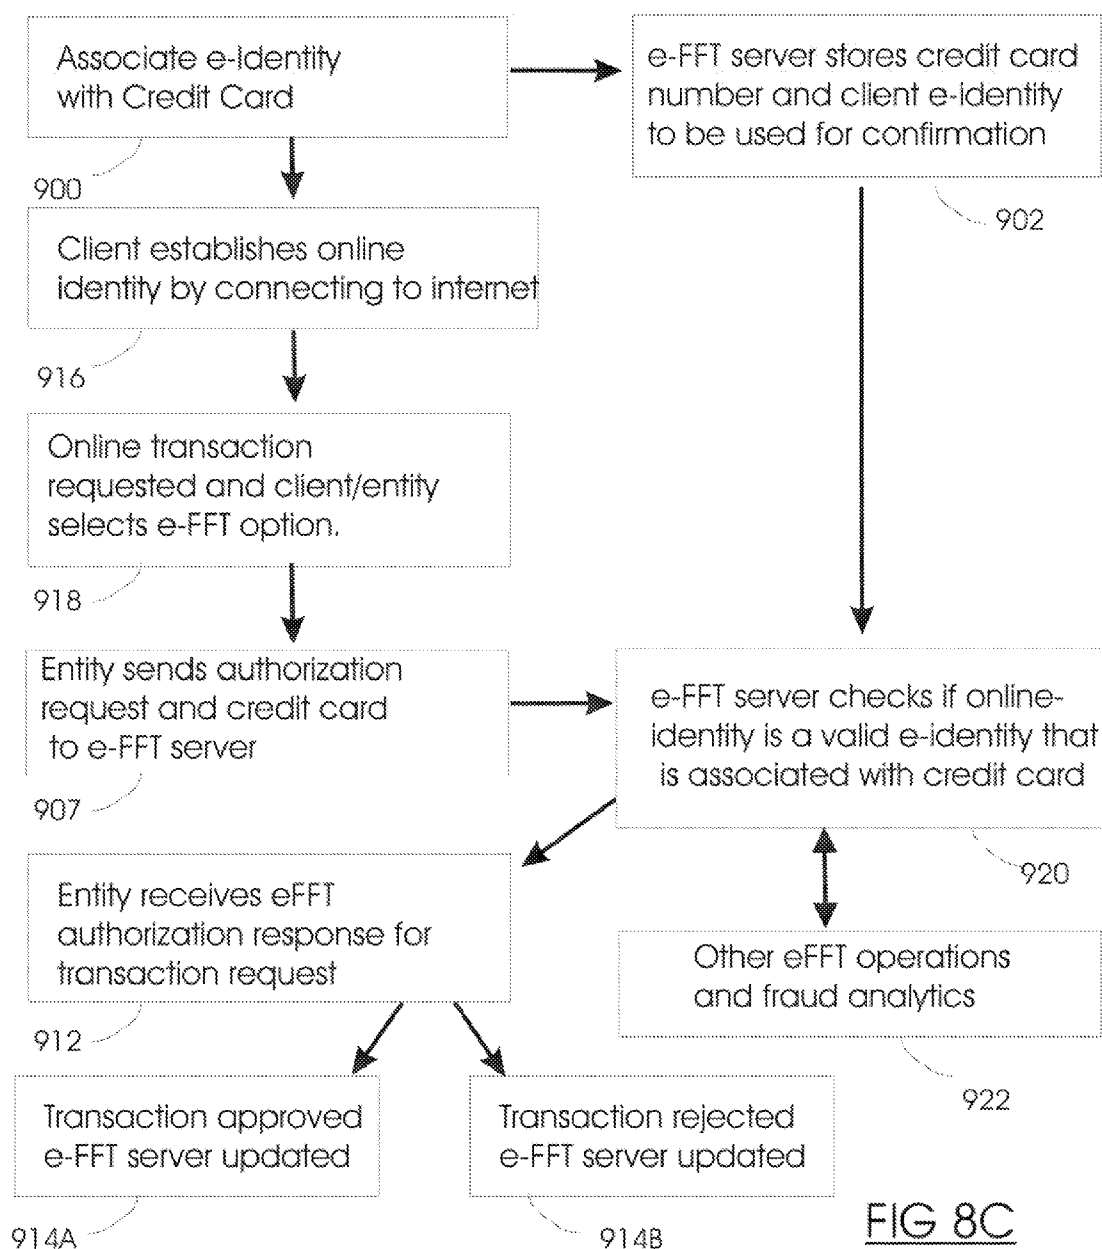 Associate e-Identity
with Credit Card
900
e-FFT server stores credit card
number and client e-identity
to be used for confirmation
902
Client establishes online
identity by connecting to internet
916
Online transaction
requested and client/entity
selects e-FFT option.
918
Entity sends authorization
request and credit card
to e-FFT server
907
e-FFT server checks if online-
identity is a valid e-identity that
is associated with credit card
920
Entity receives eFFT
authorization response for
transaction request
912
Other eFFT operations
and fraud analytics
922
Transaction approved
e-FFT server updated
914A
Transaction rejected
e-FFT server updated
914B
FIG 8C